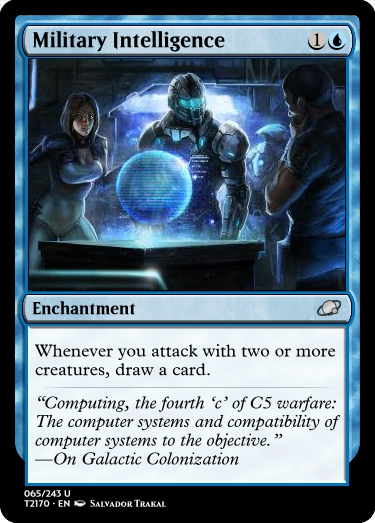 Military Intelligence 1
Enchantment
Whenever you attack with two or more
creatures, draw a card.
“Computing, the fourth ‘c’ of C5 warfare:
The computer systems and compatibility of
computer systems to the objective.”
—On Galactic Colonization
065/243 U
T2170 • EN Salvador Trakal